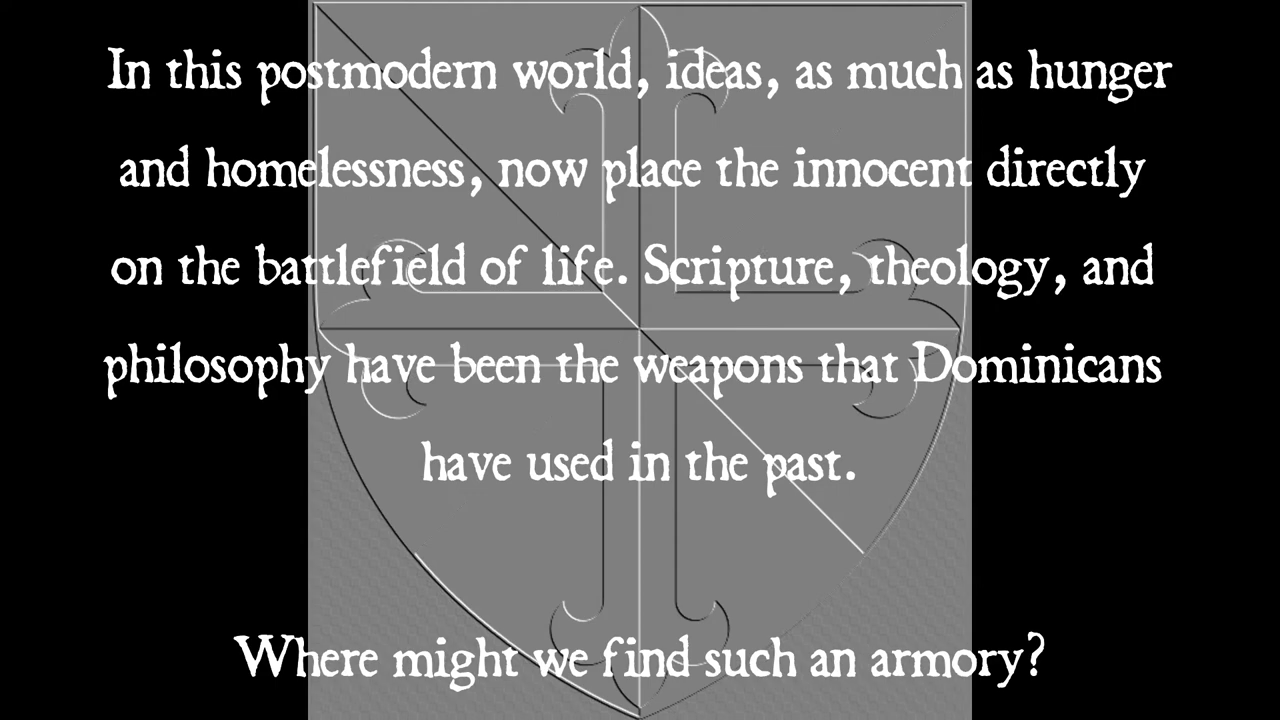 In this postmodern world, ideas, as much as hunger
and homelessness, now place the innocent directly
on the battlefield of life. Scripture, theology, and
philosophy have been the weapons that Dominicans
have used in the past.
Where might we find such an armory?